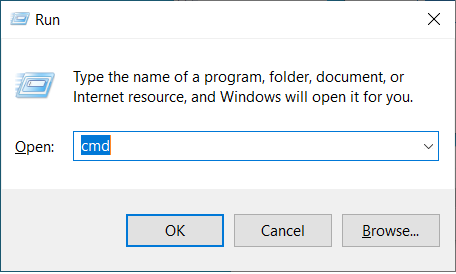 Run
Type the name of a program, folder, document, or
Internet resource, and Windows will open it for you.
Open: cmd
OK Cancel Browse...